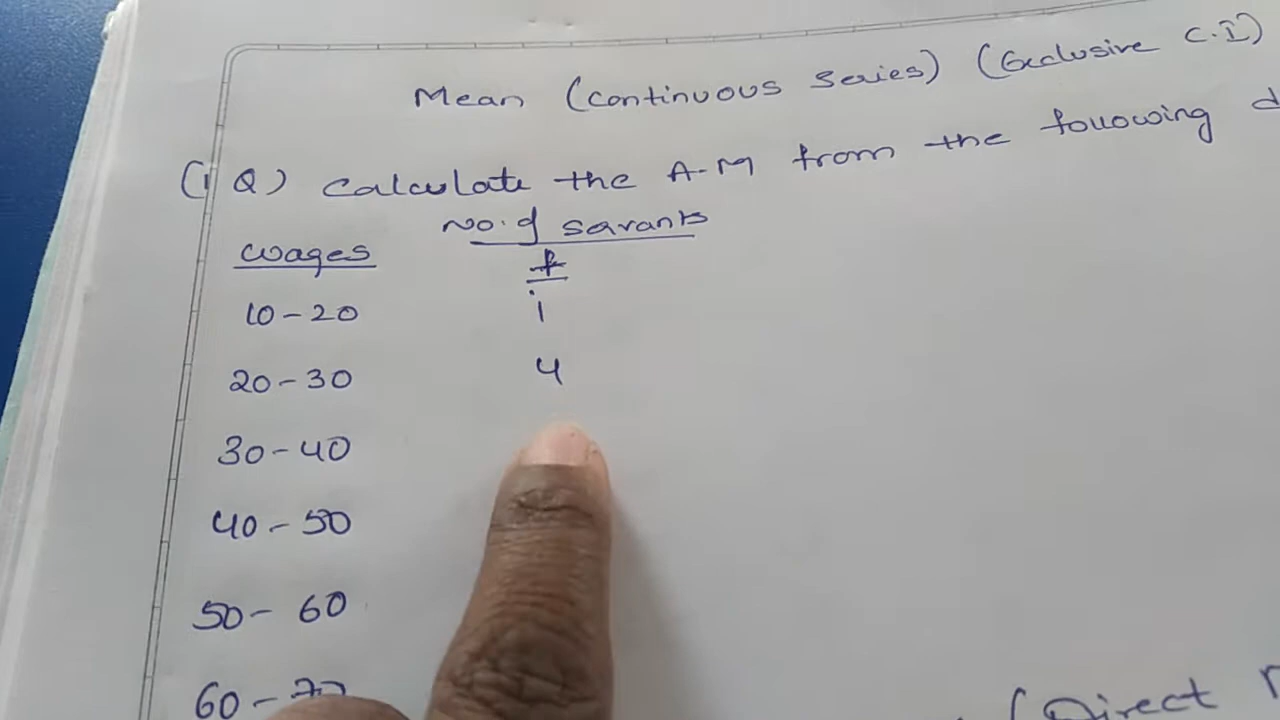 Mean (continuous series) (Exclusive C.I)
(1 Q) Calculate the A.M from the following
No. of servants
wages
f
10-20 1
20-30 4
30-40
40-50
50-60
60-70
(Direct